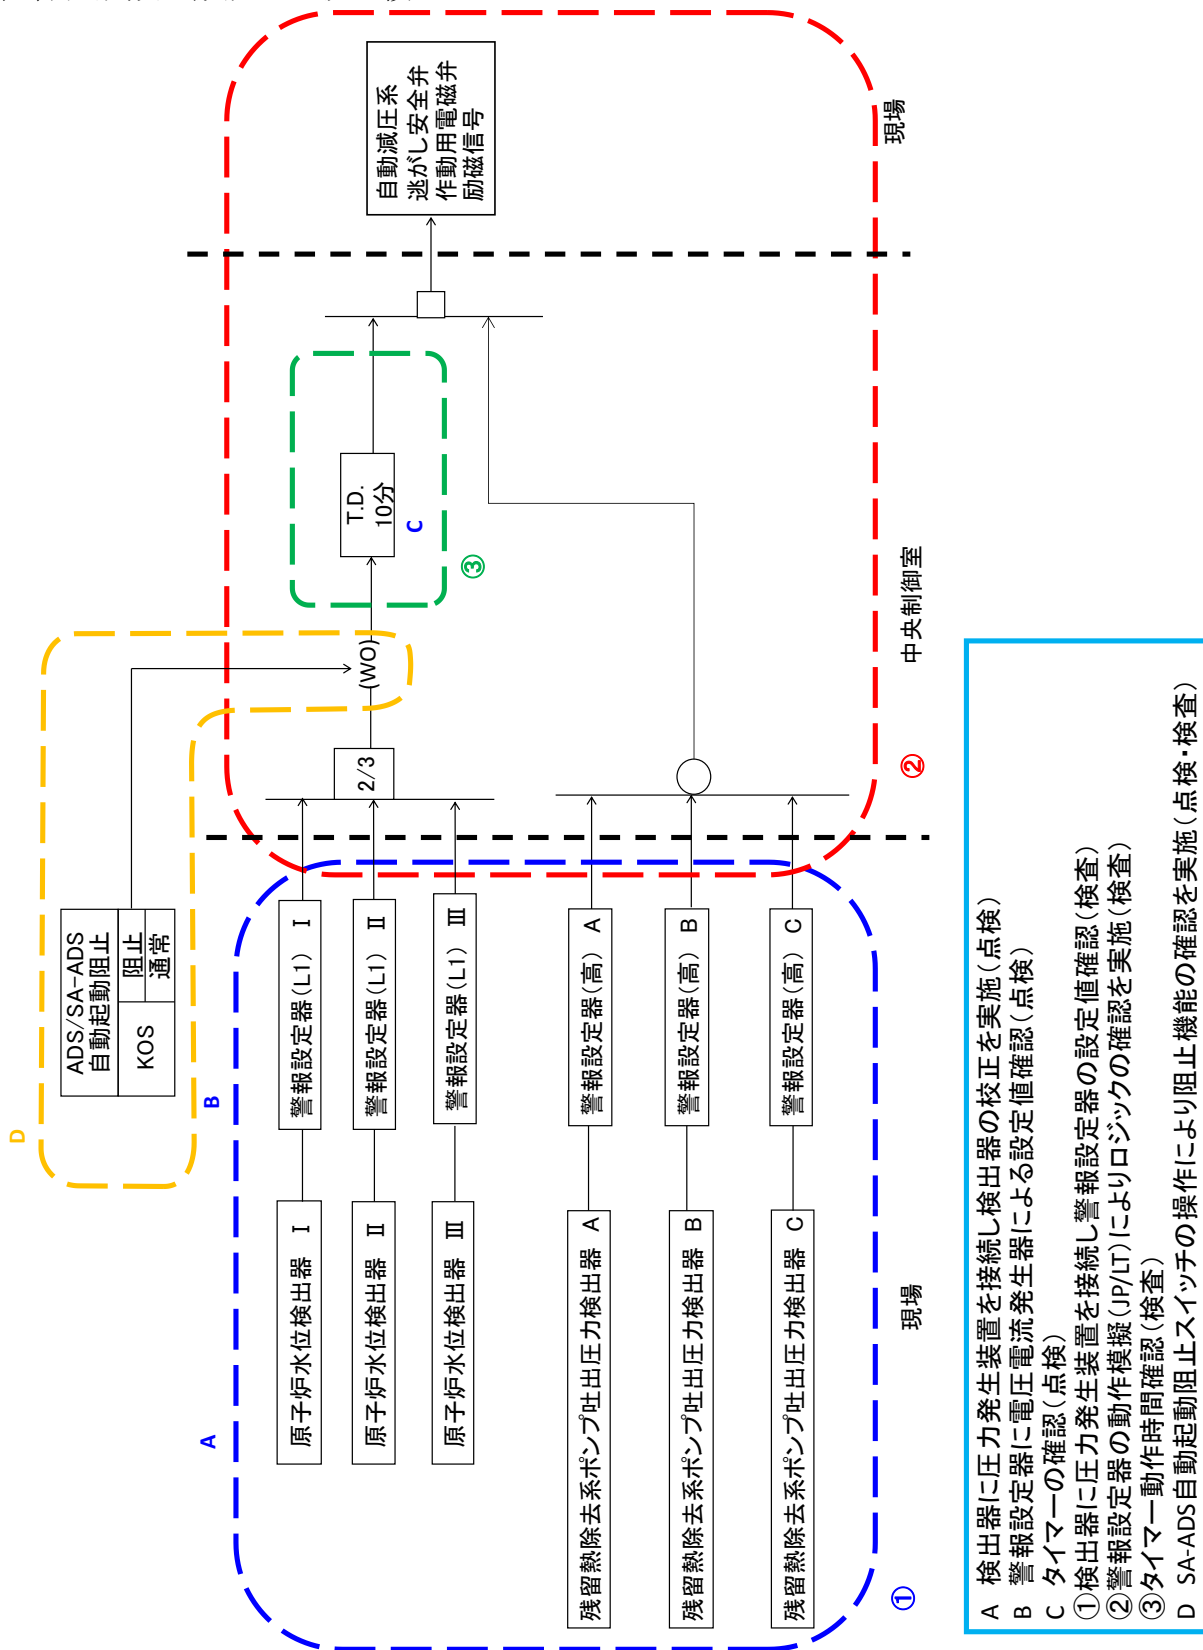 D
ADS/SA-ADS
自動起動阻止
KOS
阻止
通常
A
B
原子炉水位検出器 Ⅰ
警報設定器(L1) Ⅰ
原子炉水位検出器 Ⅱ
警報設定器(L1) Ⅱ
原子炉水位検出器 Ⅲ
警報設定器(L1) Ⅲ
2/3
(WO)
T.D.
10分
C
③
自動減圧系
逃がし安全弁
作動用電磁弁
励磁信号
残留熱除去系ポンプ吐出圧力検出器 A
警報設定器(高) A
残留熱除去系ポンプ吐出圧力検出器 B
警報設定器(高) B
残留熱除去系ポンプ吐出圧力検出器 C
警報設定器(高) C
①
現場
②
中央制御室
現場
A 検出器に圧力発生装置を接続し検出器の校正を実施(点検)
B 警報設定器に電圧電流発生器による設定値確認(点検)
C タイマーの確認(点検)
①検出器に圧力発生装置を接続し警報設定器の設定値確認(検査)
②警報設定器の動作模擬(JP/LT)によりロジックの確認を実施(検査)
③タイマー動作時間確認(検査)
D SA-ADS自動起動阻止スイッチの操作により阻止機能の確認を実施(点検・検査)